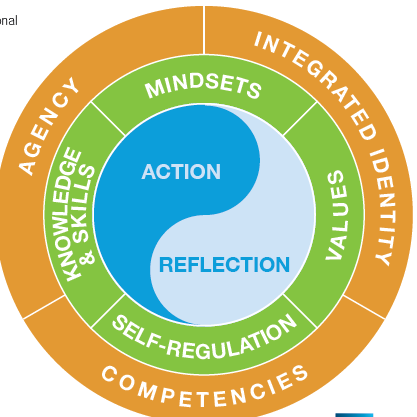 onal
AGENCY
INTEGRATED IDENTITY
MINDSETS
KNOWLEDGE
& SKILLS
VALUES
ACTION
REFLECTION
SELF-REGULATION
COMPETENCIES